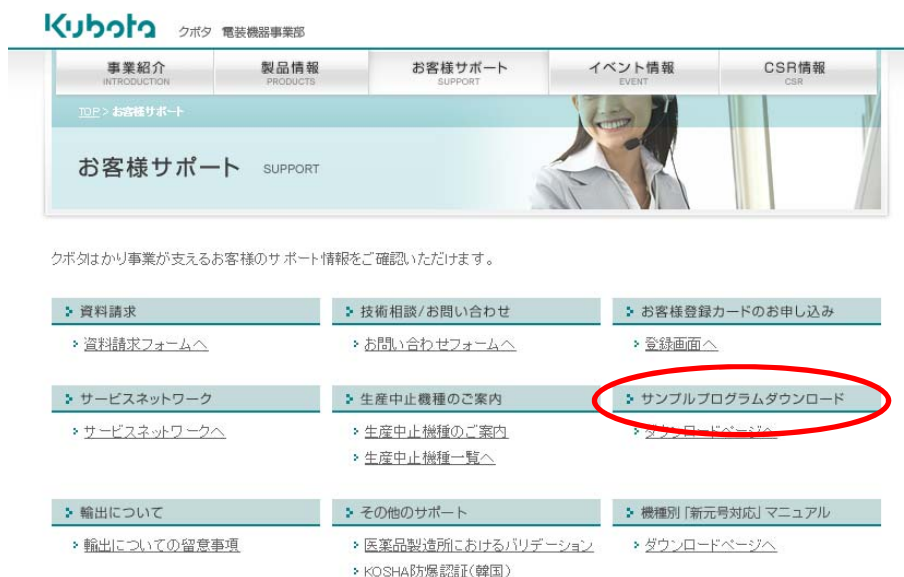 Kubota クボタ 電装機器事業部
事業紹介 製品情報 お客様サポート イベント情報 CSR情報
INTRODUCTION PRODUCTS SUPPORT EVENT CSR
TOP > お客様サポート
お客様サポート SUPPORT
クボタはかり事業が支えるお客様のサポート情報をご確認いただけます。
資料請求 技術相談/お問い合わせ お客様登録カードのお申し込み
資料請求フォームへ お問い合わせフォームへ 登録画面へ
サービスネットワーク 生産中止機種のご案内 サンプルプログラムダウンロード
サービスネットワークへ 生産中止機種のご案内 ダウンロードページへ
生産中止機種一覧へ
輸出について その他のサポート 機種別「新元号対応」マニュアル
輸出についての留意事項 医薬品製造所におけるバリデーション ダウンロードページへ
KOSHA防爆認証(韓国)